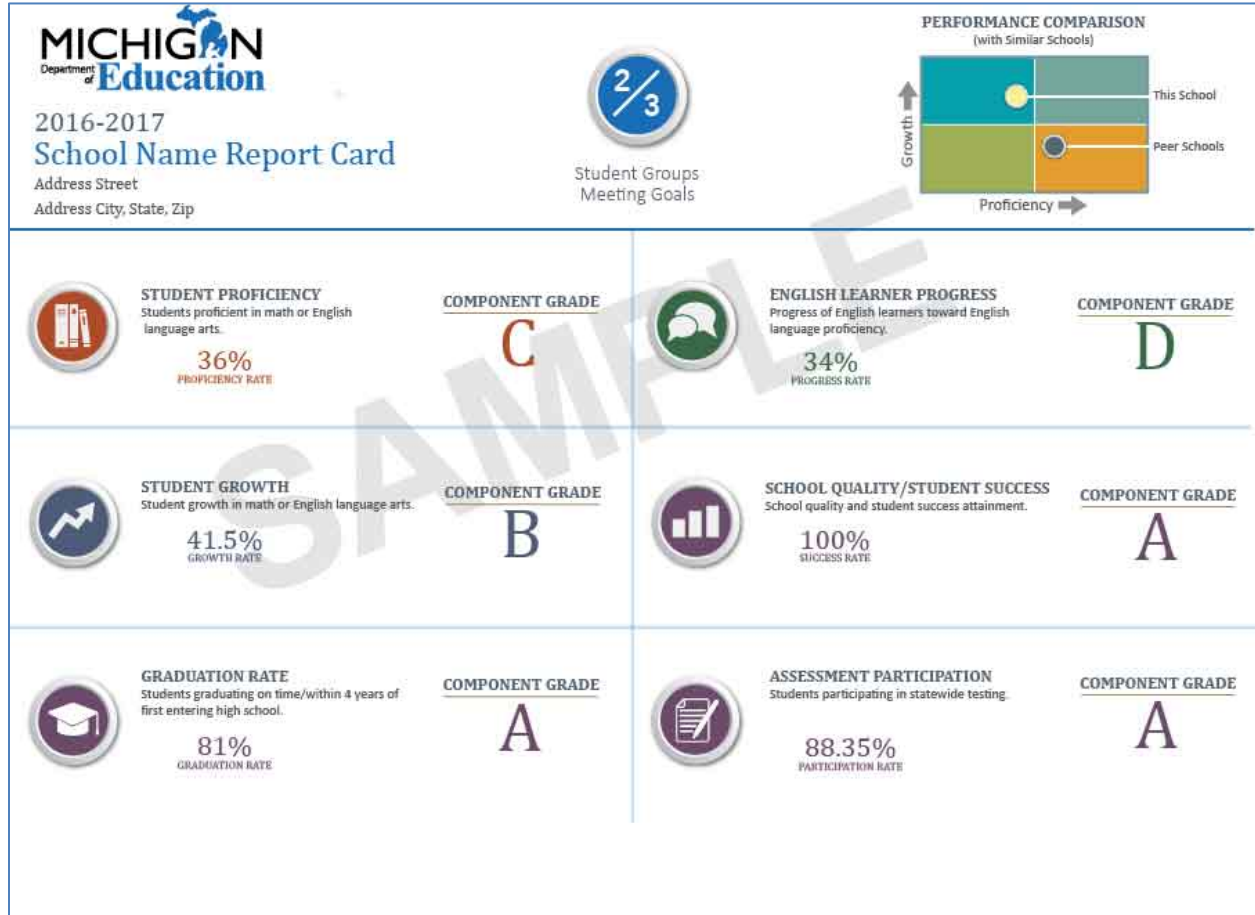 MICHIGAN
Department of Education
2016-2017
School Name Report Card
Address Street
Address City, State, Zip
2/3
Student Groups
Meeting Goals
PERFORMANCE COMPARISON
(with Similar Schools)
Growth
This School
Peer Schools
Proficiency
SAMPLE
STUDENT PROFICIENCY
Students proficient in math or English
language arts.
36%
PROFICIENCY RATE
COMPONENT GRADE
C
ENGLISH LEARNER PROGRESS
Progress of English learners toward English
language proficiency.
34%
PROGRESS RATE
COMPONENT GRADE
D
STUDENT GROWTH
Student growth in math or English language arts.
41.5%
GROWTH RATE
COMPONENT GRADE
B
SCHOOL QUALITY/STUDENT SUCCESS
School quality and student success attainment.
100%
SUCCESS RATE
COMPONENT GRADE
A
GRADUATION RATE
Students graduating on time/within 4 years of
first entering high school.
81%
GRADUATION RATE
COMPONENT GRADE
A
ASSESSMENT PARTICIPATION
Students participating in statewide testing.
88.35%
PARTICIPATION RATE
COMPONENT GRADE
A